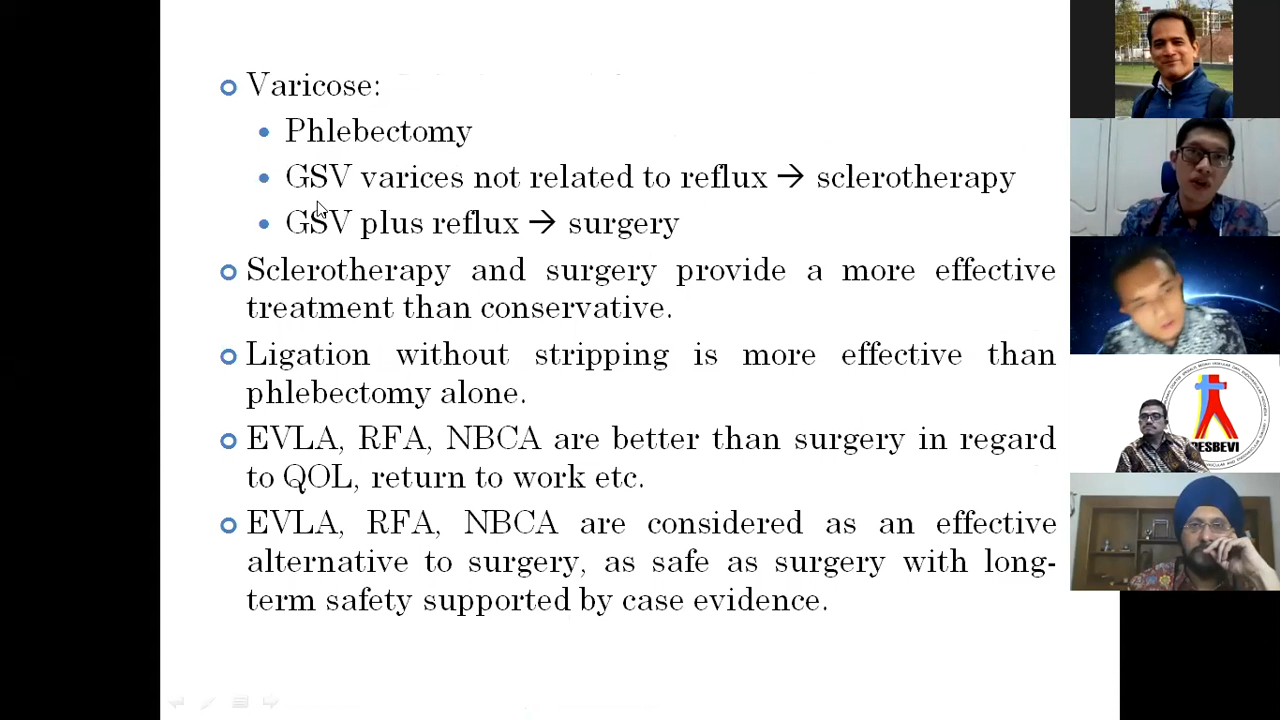 Varicose:
Phlebectomy
GSV varices not related to reflux → sclerotherapy
GSV plus reflux → surgery
Sclerotherapy and surgery provide a more effective
treatment than conservative.
Ligation without stripping is more effective than
phlebectomy alone.
EVLA, RFA, NBCA are better than surgery in regard
to QOL, return to work etc.
EVLA, RFA, NBCA are considered as an effective
alternative to surgery, as safe as surgery with long-
term safety supported by case evidence.
ESBEVI